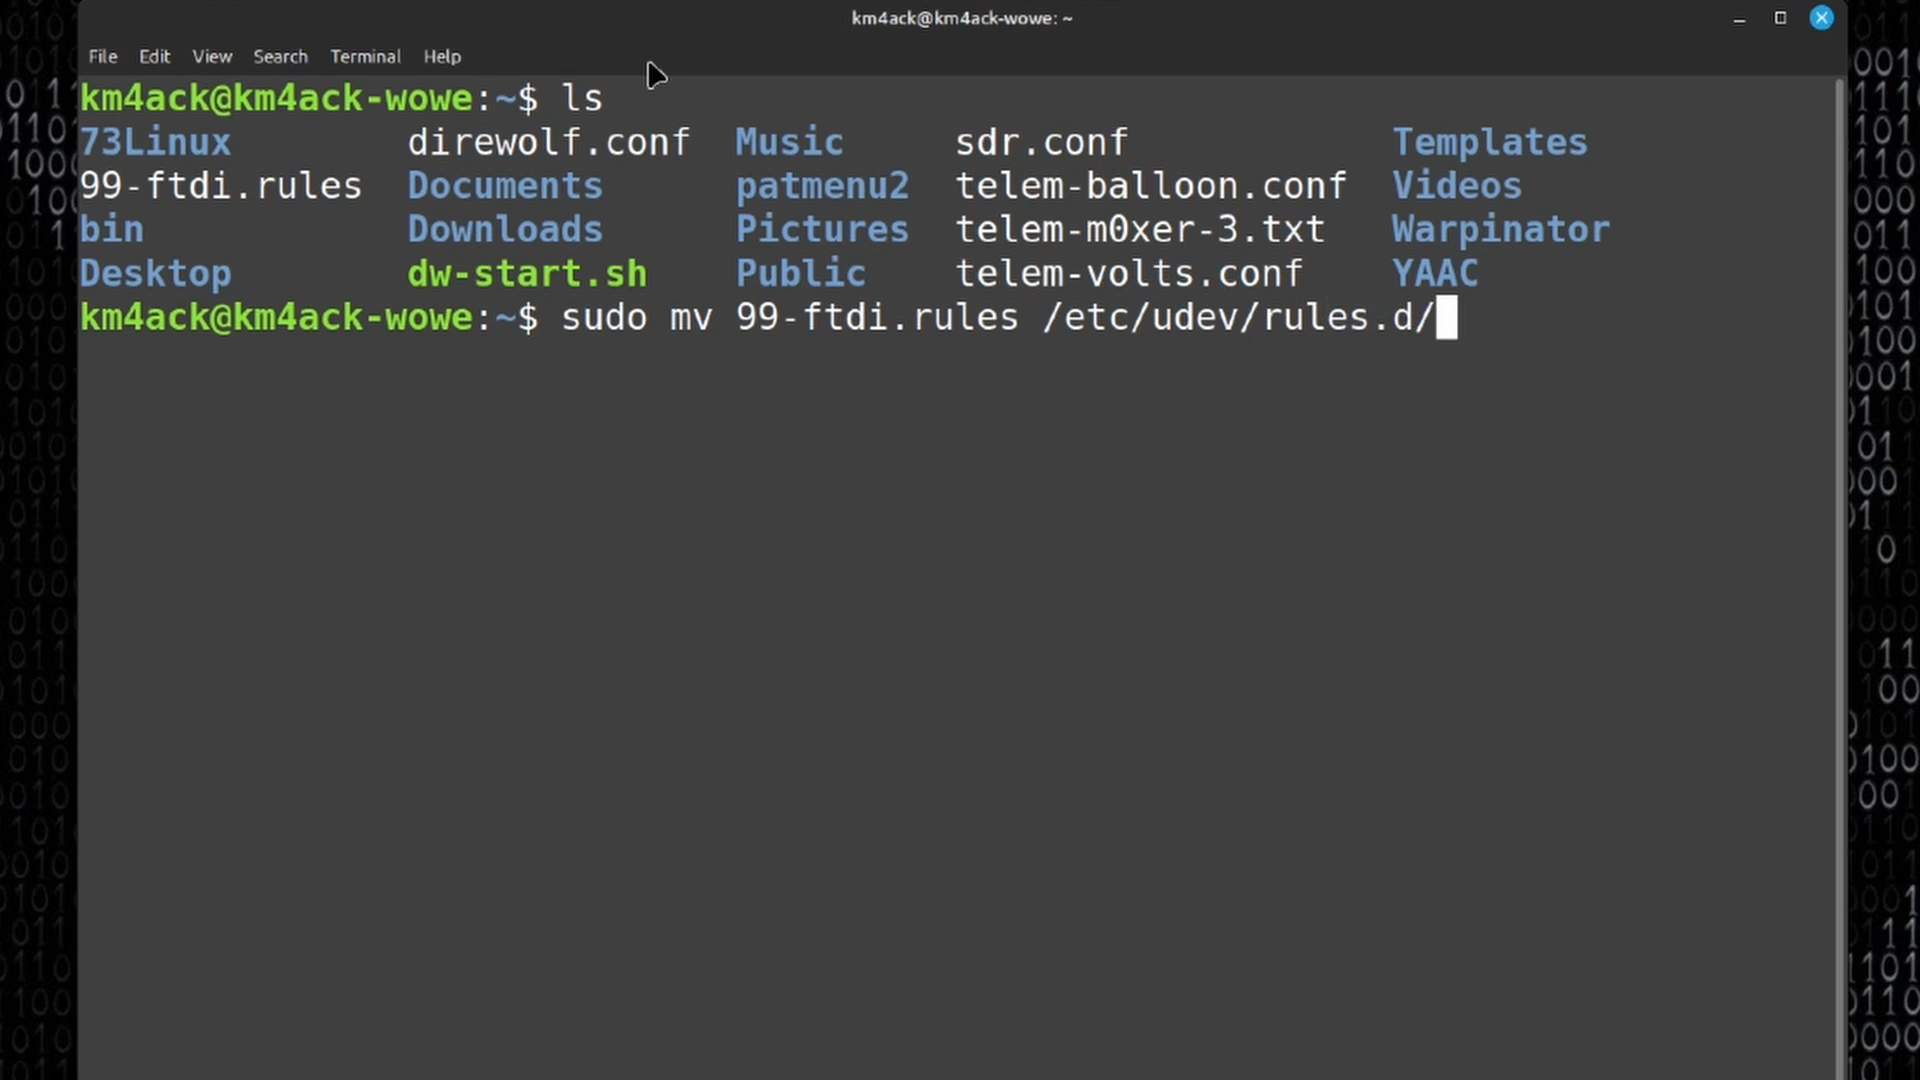 km4ack@km4ack-wowe: ~
File Edit View Search Terminal Help
km4ack@km4ack-wowe:~$ ls
73Linux direwolf.conf Music sdr.conf Templates
99-ftdi.rules Documents patmenu2 telem-balloon.conf Videos
bin Downloads Pictures telem-m0xer-3.txt Warpinator
Desktop dw-start.sh Public telem-volts.conf YAAC
km4ack@km4ack-wowe:~$ sudo mv 99-ftdi.rules /etc/udev/rules.d/